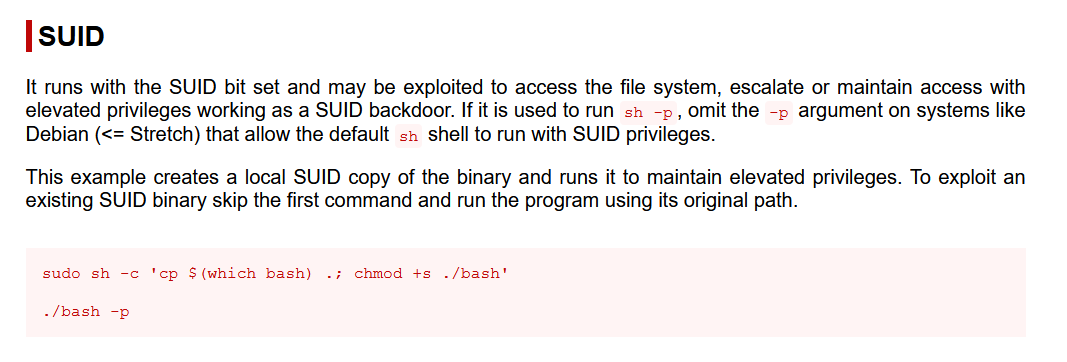 SUID
It runs with the SUID bit set and may be exploited to access the file system, escalate or maintain access with
elevated privileges working as a SUID backdoor. If it is used to run sh -p, omit the -p argument on systems like
Debian (<= Stretch) that allow the default sh shell to run with SUID privileges.
This example creates a local SUID copy of the binary and runs it to maintain elevated privileges. To exploit an
existing SUID binary skip the first command and run the program using its original path.
sudo sh -c 'cp $(which bash) .; chmod +s ./bash'
./bash -p